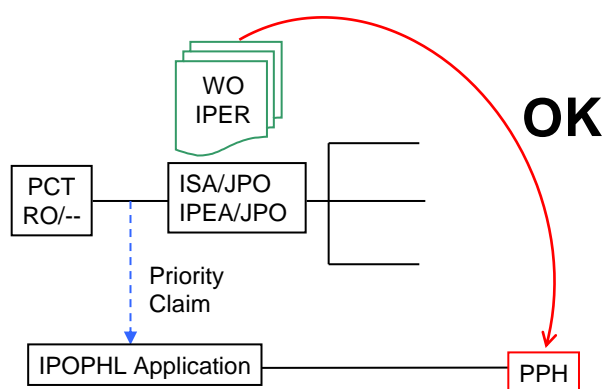 WO
IPER
OK
PCT
RO/--
ISA/JPO
IPEA/JPO
Priority
Claim
IPOPHL Application
PPH